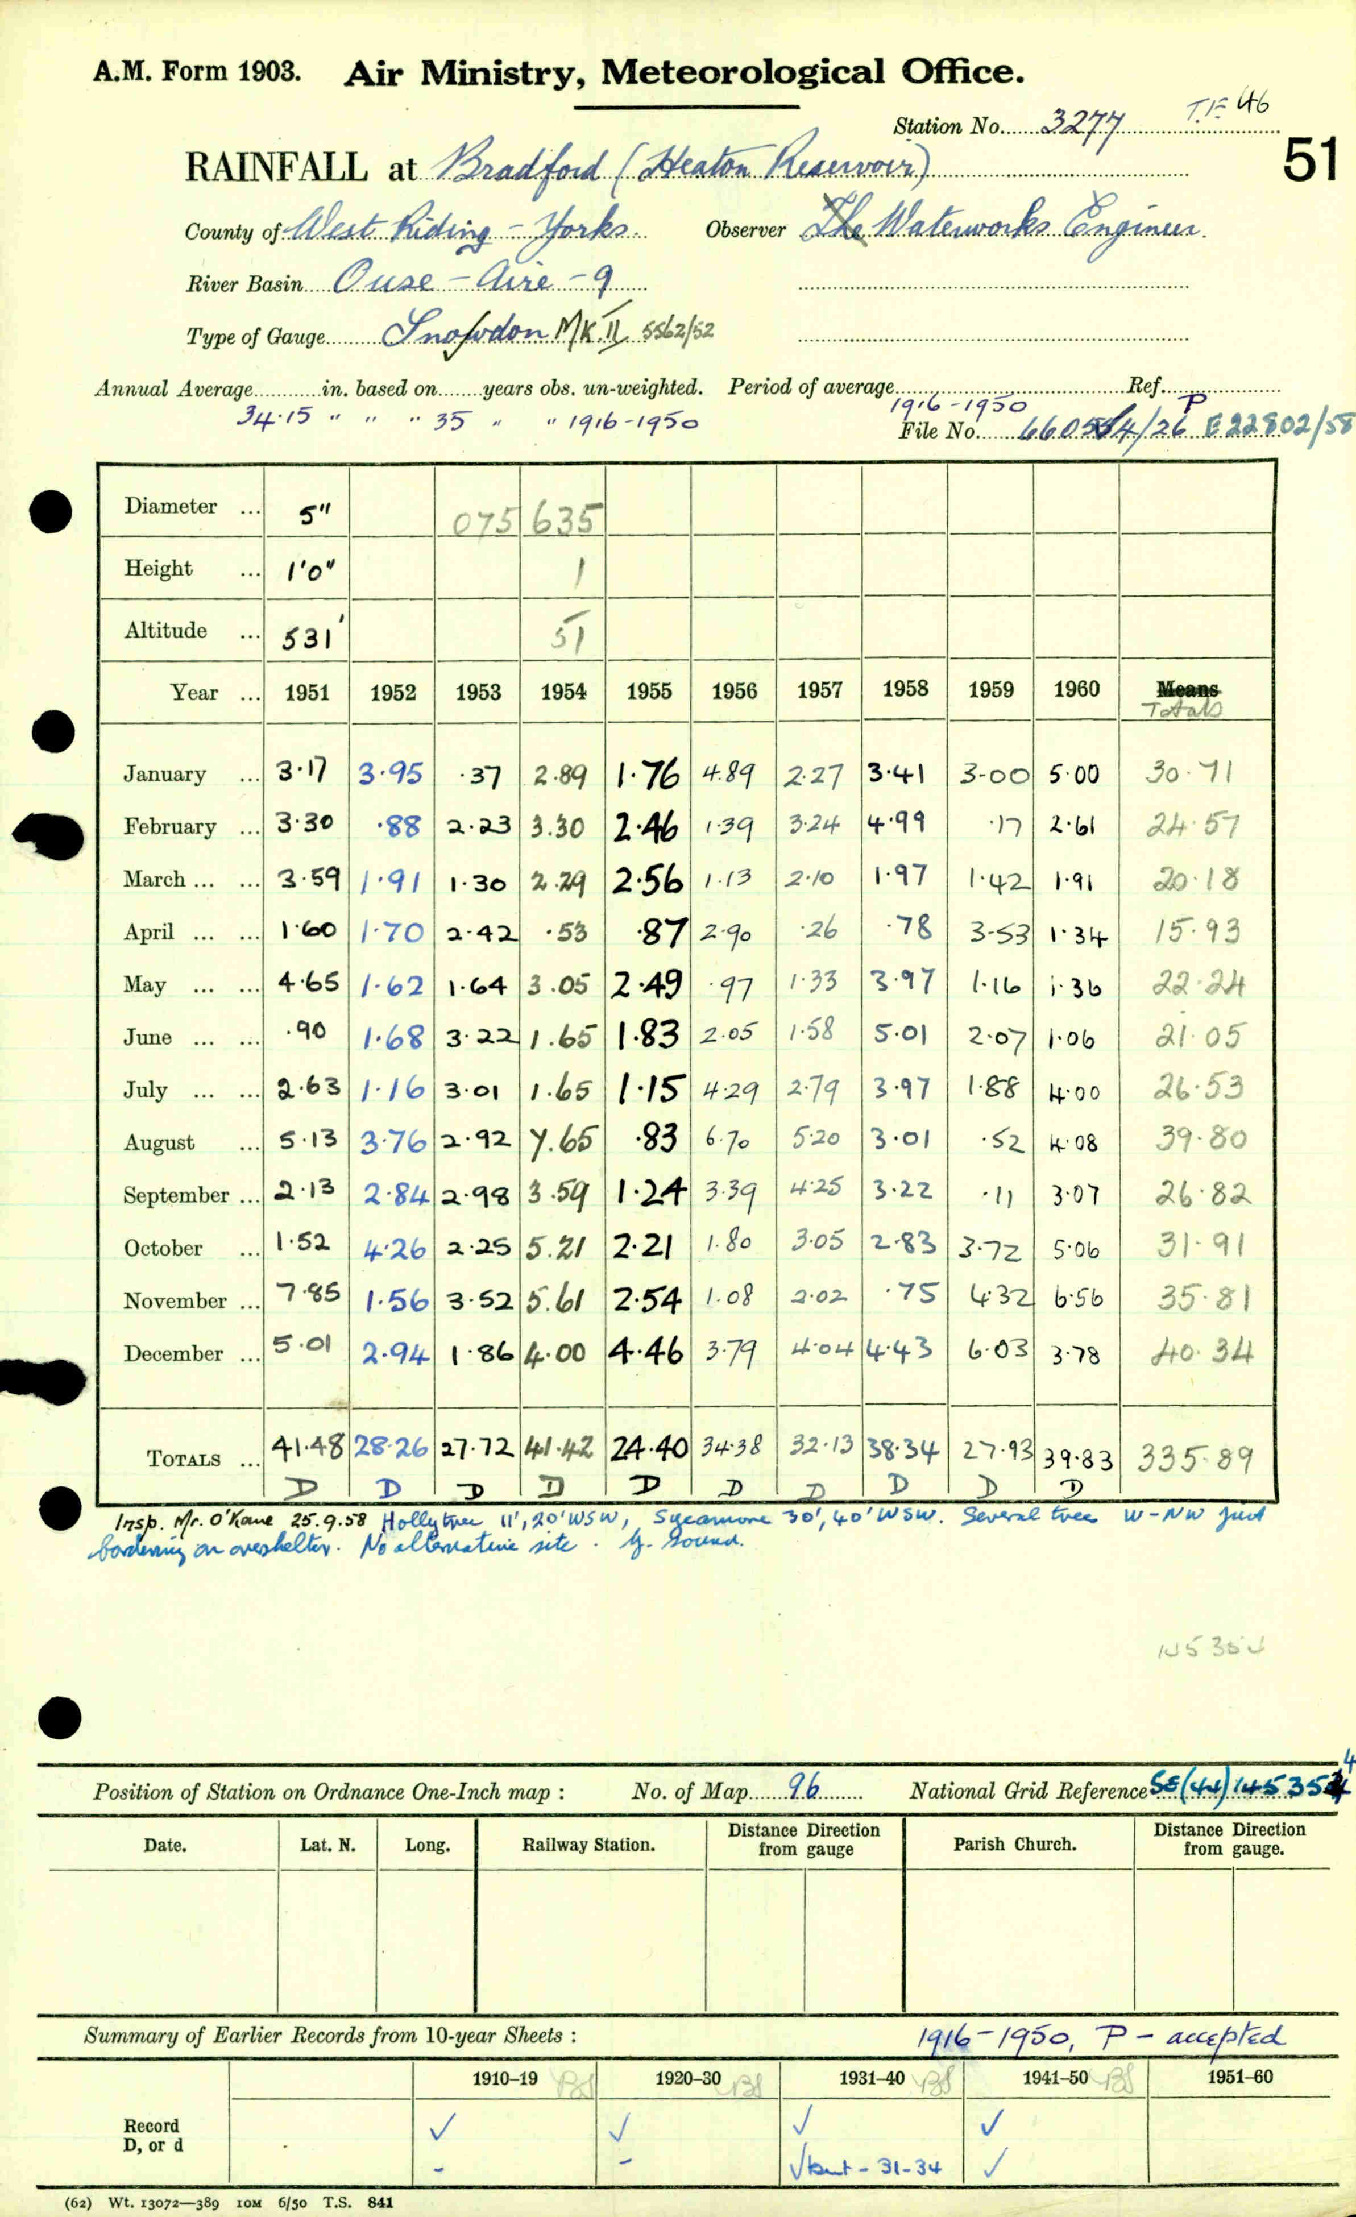 A.M. Form 1903. Air Ministry, Meteorological Office.
T.F. 46
Station No. 3277
51
RAINFALL at Bradford (Heaton Reservoir)
County of West Riding - Yorks. Observer The Waterworks Engineer
River Basin Ouse - Aire - 9
Type of Gauge Snowdon Mk II 5562/52
Annual Average in. based on years obs. un-weighted. Period of average Ref.
34.15 " " " 35 " " 1916-1950 1916-1950 P
File No. /26 E22802/58
Diameter ... 5" 075 635
Height ... 1'0" 1
Altitude ... 531' 51
Year ... 1951 1952 1953 1954 1955 1956 1957 1958 1959 1960 Means
Totals
January ... 3.17 3.95 .37 2.89 1.76 4.89 2.27 3.41 3.00 5.00 30.71
February ... 3.30 .88 2.23 3.30 2.46 1.39 3.24 4.99 .17 2.61 24.57
March ... ... 3.59 1.91 1.30 2.29 2.56 1.13 2.10 1.97 1.42 1.91 20.18
April ... ... 1.60 1.70 2.42 .53 .87 2.90 .26 .78 3.53 1.34 15.93
May ... ... 4.65 1.62 1.64 3.05 2.49 .97 1.33 3.97 1.16 1.36 22.24
June ... ... .90 1.68 3.22 1.65 1.83 2.05 1.58 5.01 2.07 1.06 21.05
July ... ... 2.63 1.16 3.01 1.65 1.15 4.29 2.79 3.97 1.88 4.00 26.53
August ... 5.13 3.76 2.92 7.65 .83 6.70 5.20 3.01 .52 4.08 39.80
September ... 2.13 2.84 2.98 3.59 1.24 3.39 4.25 3.22 .11 3.07 26.82
October ... 1.52 4.26 2.25 5.21 2.21 1.80 3.05 2.83 3.72 5.06 31.91
November ... 7.85 1.56 3.52 5.61 2.54 1.08 2.02 .75 4.32 6.56 35.81
December ... 5.01 2.94 1.86 4.00 4.46 3.79 4.04 4.43 6.03 3.78 40.34
TOTALS ... 41.48 28.26 27.72 41.42 24.40 34.38 32.13 38.34 27.93 39.83 335.89
D D D D D D D D D D
Insp. Mr. O'Kane 25.9.58 Holly tree 11', 20' WSW, Sycamore 30', 40' WSW. Several trees W-NW just
bordering on overshelter. No alternative site. G. Sound.
Position of Station on Ordnance One-Inch map : No. of Map 96 National Grid Reference SE (44) 145 354
Date. Lat. N. Long. Railway Station. Distance Direction from gauge Parish Church. Distance Direction from gauge.
Summary of Earlier Records from 10-year Sheets : 1916-1950, P - accepted
1910–19 1920–30 1931–40 1941–50 1951–60
Record ✓ ✓ ✓ ✓
D, or d - - ✓ but - 31-34 ✓
(62) Wt. 13072—389 10M 6/50 T.S. 841